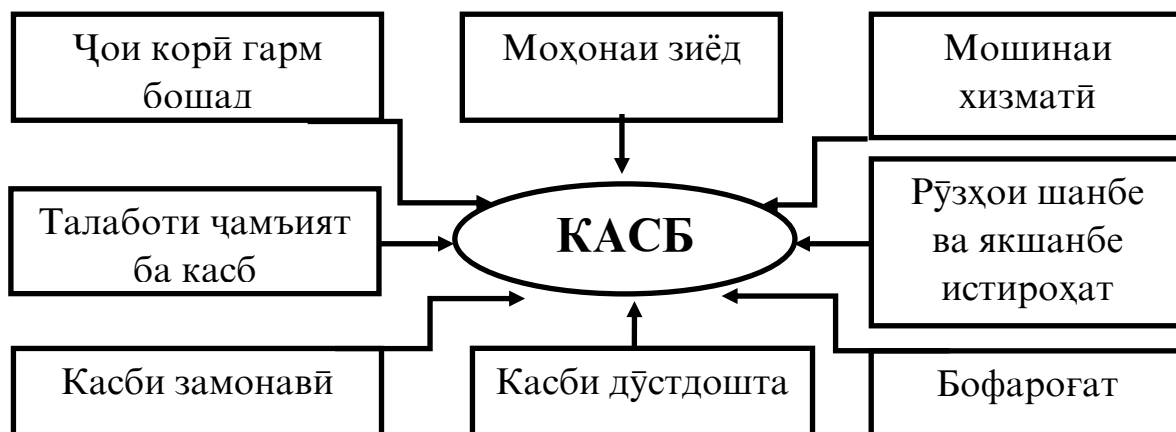 Ҷои корӣ гарм
бошад
Моҳонаи зиёд
Мошинаи
хизматӣ
Талаботи ҷамъият
ба касб
КАСБ
Рӯзҳои шанбе
ва якшанбе
истироҳат
Касби замонавӣ
Касби дӯстдошта
Бофароғат